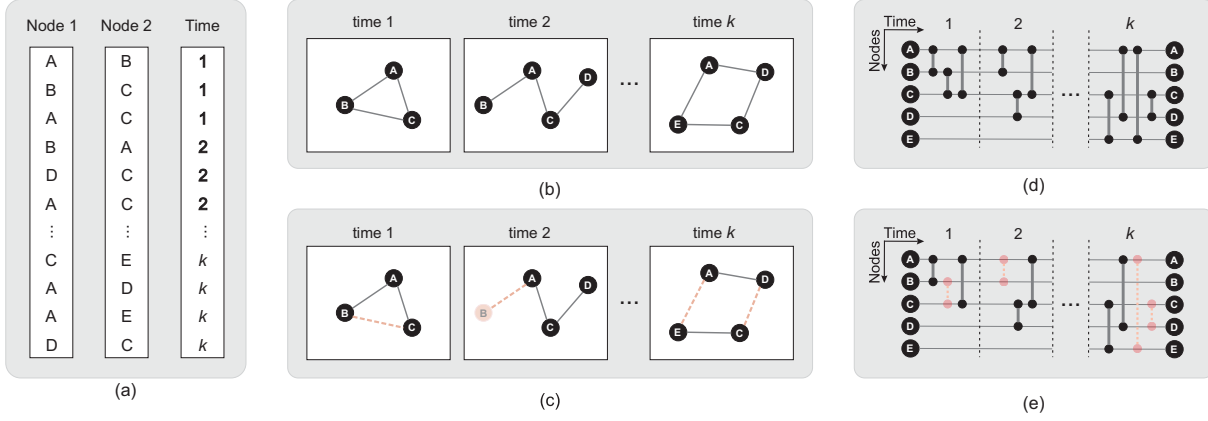 Node 1 Node 2 Time
A B 1
B C 1
A C 1
B A 2
D C 2
A C 2
⋮ ⋮ ⋮
C E k
A D k
A E k
D C k
(a)
time 1 time 2 time k
A
B
C
A
B
C
D
...
A
D
E
C
(b)
time 1 time 2 time k
A
B
C
A
B
C
D
...
A
D
E
C
(c)
Time 1 2 k
Nodes
A A
B B
C ... C
D D
E E
(d)
Time 1 2 k
Nodes
A A
B B
C ... C
D D
E E
(e)